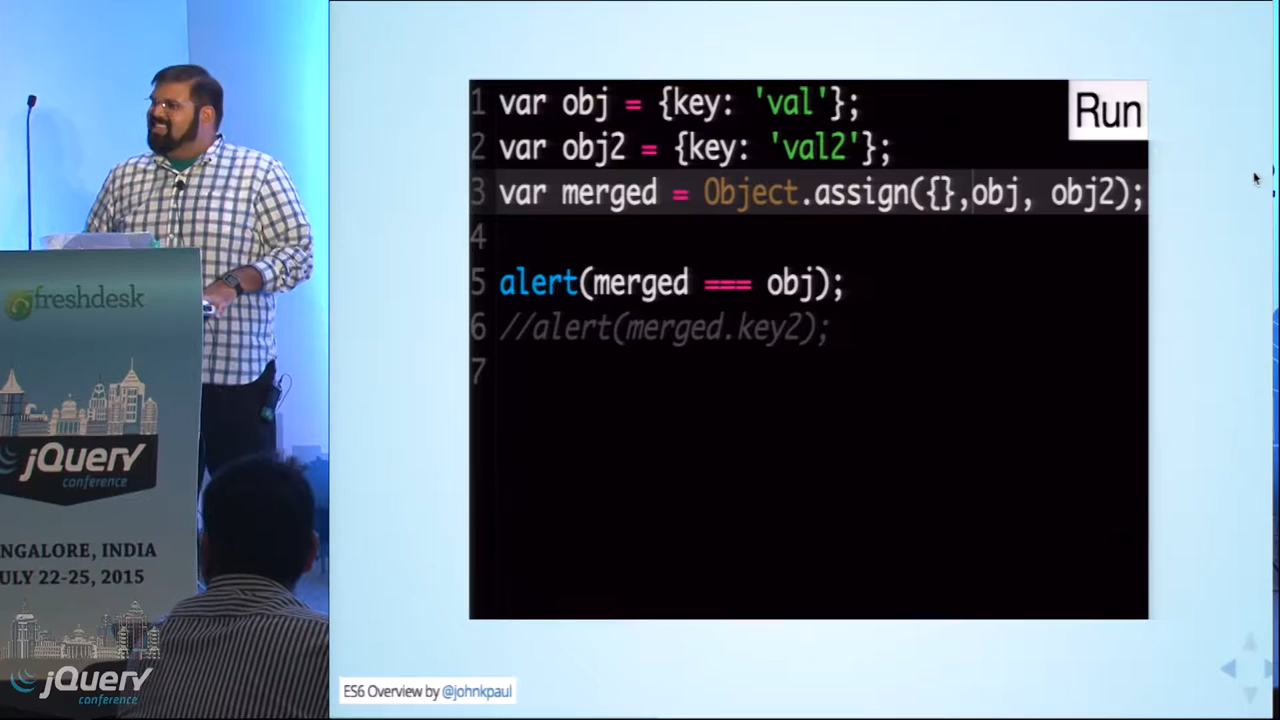 freshdesk
jQuery
conference
NGALORE, INDIA
ULY 22-25, 2015
jQuery
conference
Run
1 var obj = {key: 'val'};
2 var obj2 = {key: 'val2'};
3 var merged = Object.assign({},obj, obj2);
4
5 alert(merged === obj);
6 //alert(merged.key2);
7
ES6 Overview by @johnkpaul